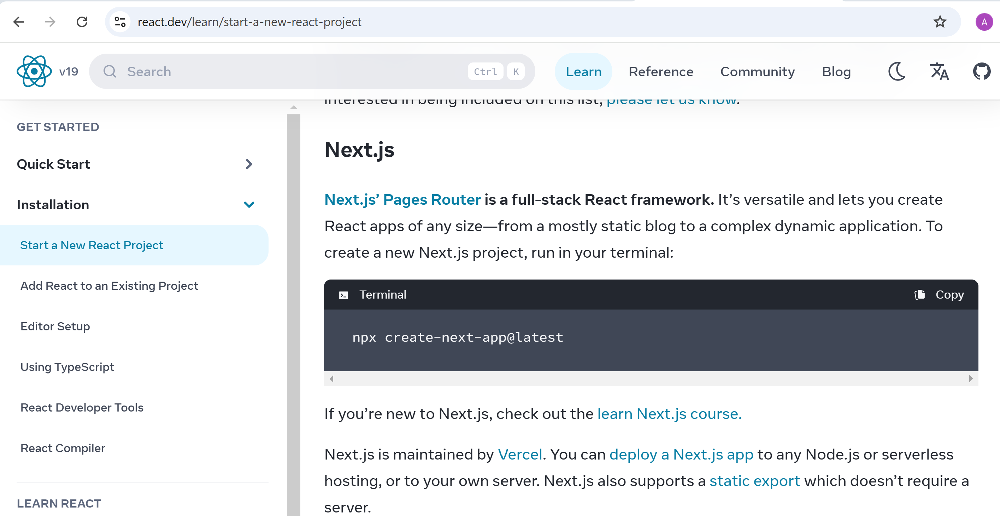 react.dev/learn/start-a-new-react-project
A
v19
Search
Ctrl K
Learn
Reference
Community
Blog
GET STARTED
Quick Start
Installation
Start a New React Project
Add React to an Existing Project
Editor Setup
Using TypeScript
React Developer Tools
React Compiler
LEARN REACT
interested in being included on this list, please let us know.
Next.js
Next.js’ Pages Router is a full-stack React framework. It’s versatile and lets you create
React apps of any size—from a mostly static blog to a complex dynamic application. To
create a new Next.js project, run in your terminal:
Terminal
Copy
npx create-next-app@latest
If you’re new to Next.js, check out the learn Next.js course.
Next.js is maintained by Vercel. You can deploy a Next.js app to any Node.js or serverless
hosting, or to your own server. Next.js also supports a static export which doesn’t require a
server.